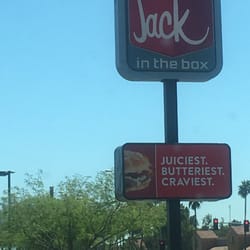 Jack
in the box
JUICIEST.
BUTTERIEST.
CRAVIEST.